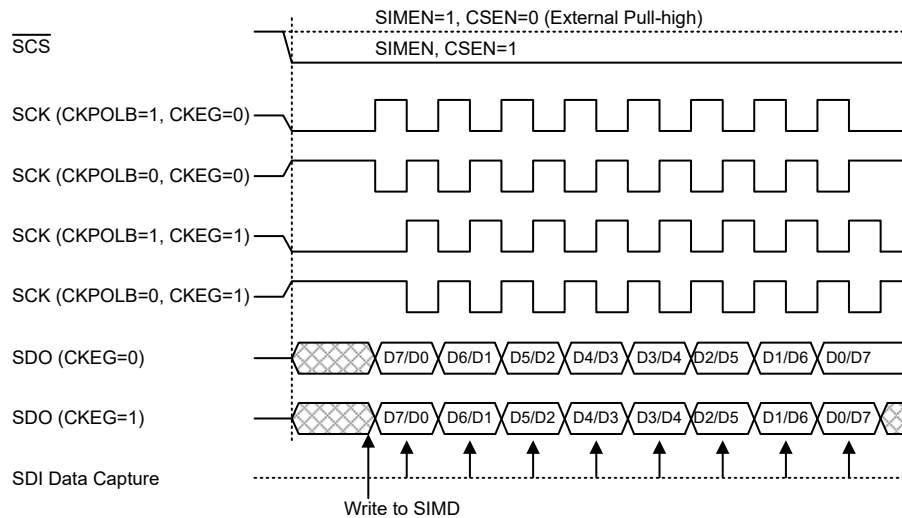 SIMEN=1, CSEN=0 (External Pull-high)
SCS
SIMEN, CSEN=1
SCK (CKPOLB=1, CKEG=0)
SCK (CKPOLB=0, CKEG=0)
SCK (CKPOLB=1, CKEG=1)
SCK (CKPOLB=0, CKEG=1)
SDO (CKEG=0) D7/D0 D6/D1 D5/D2 D4/D3 D3/D4 D2/D5 D1/D6 D0/D7
SDO (CKEG=1) D7/D0 D6/D1 D5/D2 D4/D3 D3/D4 D2/D5 D1/D6 D0/D7
SDI Data Capture
Write to SIMD